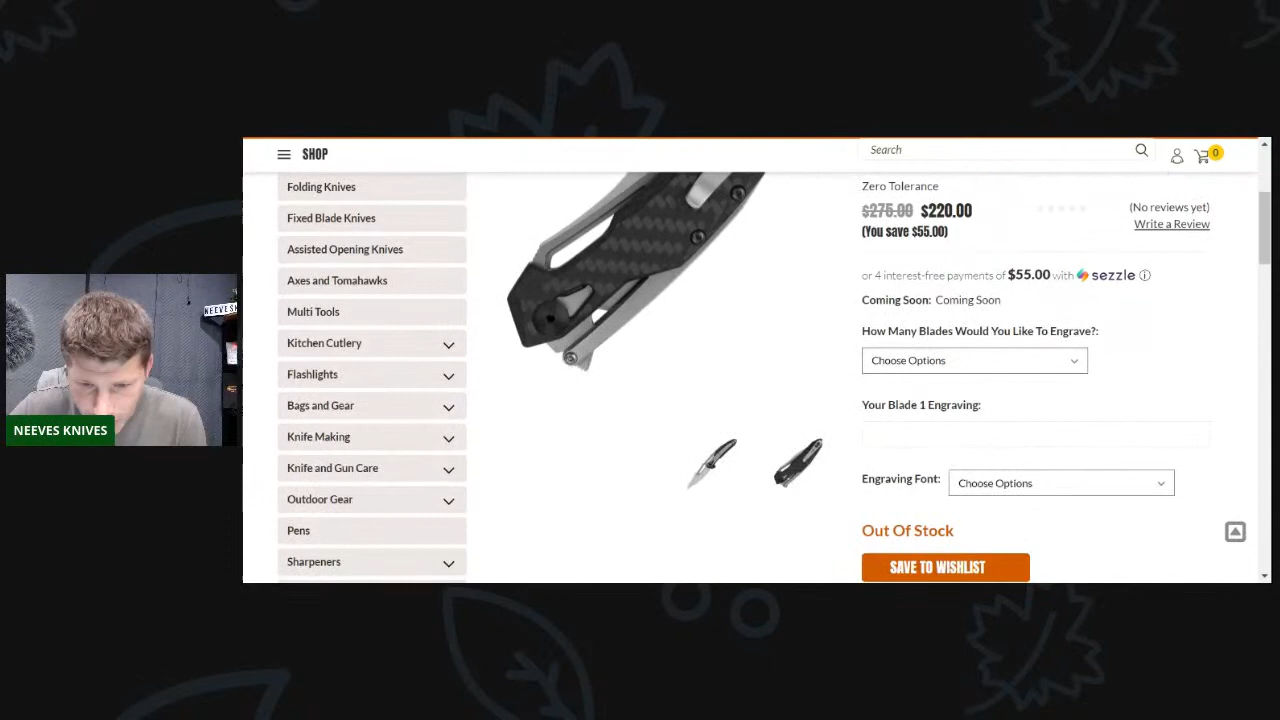 SHOP
Search
0
Folding Knives
Fixed Blade Knives
Assisted Opening Knives
Axes and Tomahawks
Multi Tools
Kitchen Cutlery
Flashlights
Bags and Gear
Knife Making
Knife and Gun Care
Outdoor Gear
Pens
Sharpeners
Zero Tolerance
$275.00 $220.00
(You save $55.00)
(No reviews yet)
Write a Review
or 4 interest-free payments of $55.00 with sezzle
Coming Soon: Coming Soon
How Many Blades Would You Like To Engrave?:
Choose Options
Your Blade 1 Engraving:
Engraving Font: Choose Options
Out Of Stock
SAVE TO WISHLIST
NEEVES KNIVES